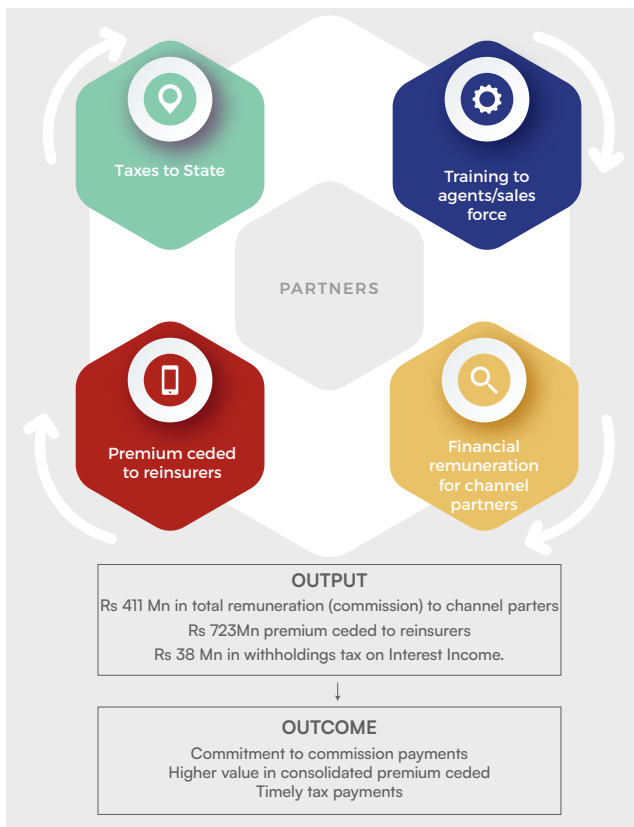 Taxes to State
Training to
agents/sales
force
PARTNERS
Premium ceded
to reinsurers
Financial
remuneration
for channel
partners
OUTPUT
Rs 411 Mn in total remuneration (commission) to channel parters
Rs 723Mn premium ceded to reinsurers
Rs 38 Mn in withholdings tax on Interest Income.
OUTCOME
Commitment to commission payments
Higher value in consolidated premium ceded
Timely tax payments